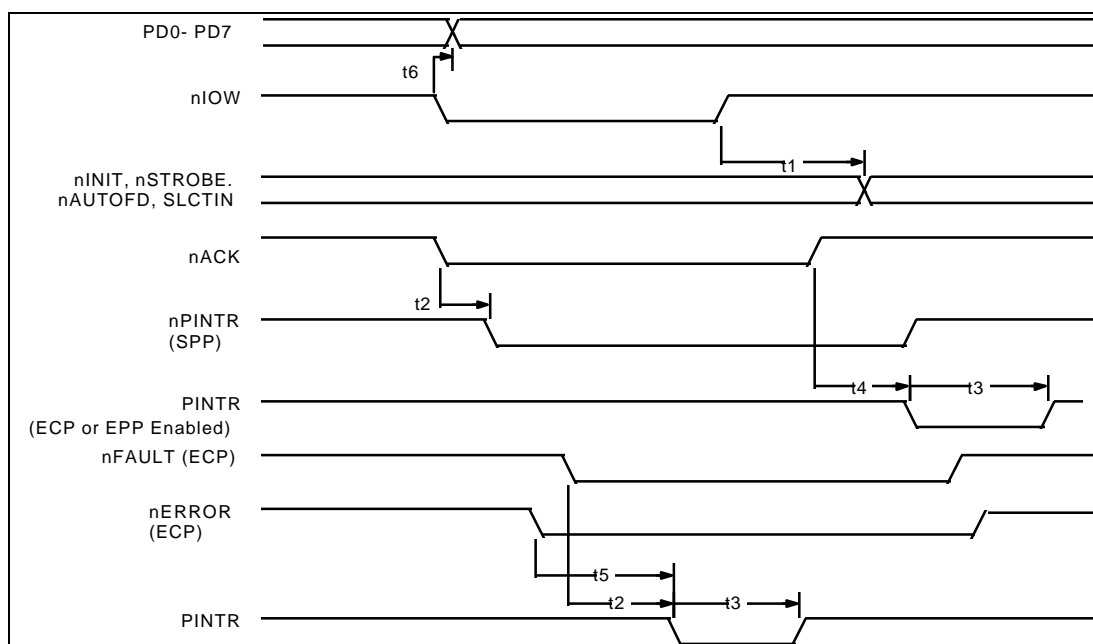 PD0- PD7
t6
nIOW
t1
nINIT, nSTROBE.
nAUTOFD, SLCTIN
nACK
t2
nPINTR
(SPP)
t4
t3
PINTR
(ECP or EPP Enabled)
nFAULT (ECP)
nERROR
(ECP)
t5
t2
t3
PINTR